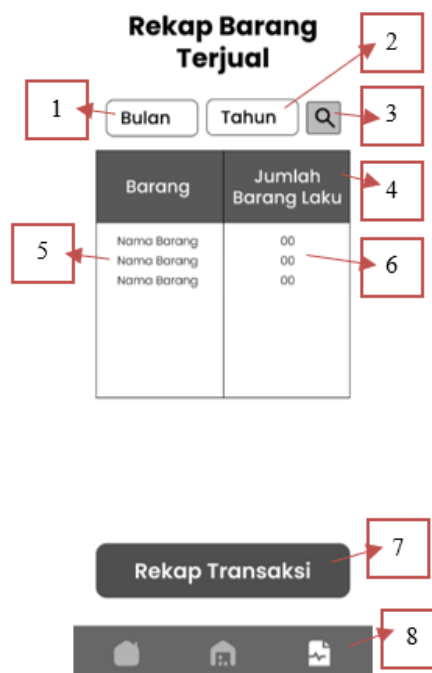 Rekap Barang
Terjual
2
1
Bulan
Tahun
3
Barang
Jumlah
Barang Laku
4
5
Nama Barang
00
Nama Barang
00
6
Nama Barang
00
7
Rekap Transaksi
8